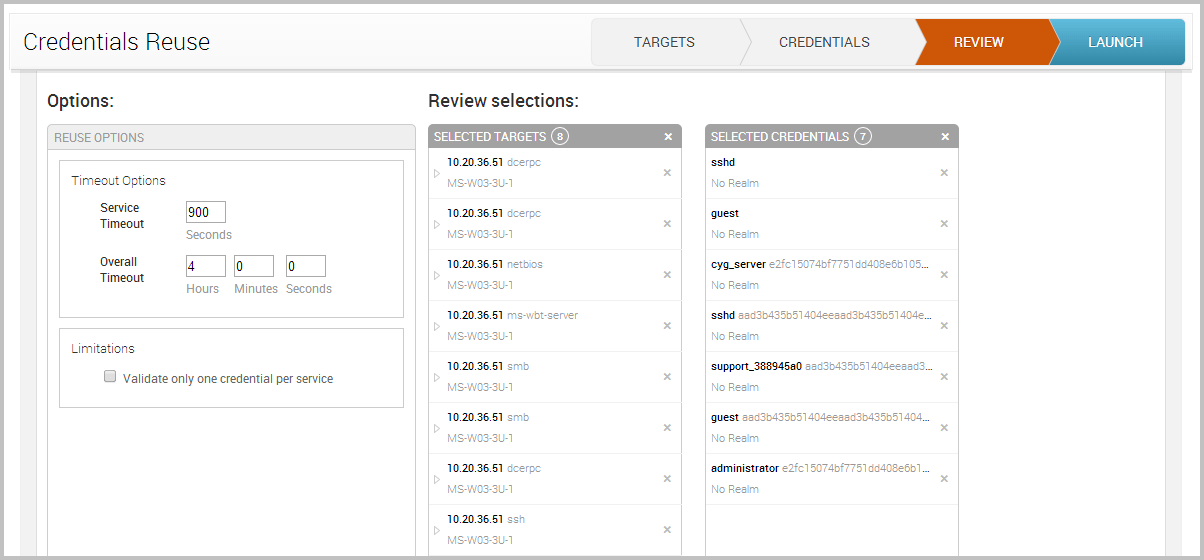 Credentials Reuse
TARGETS
CREDENTIALS
REVIEW
LAUNCH
Options:
REUSE OPTIONS
Timeout Options
Service
Timeout
900
Seconds
Overall
Timeout
4 0 0
Hours Minutes Seconds
Limitations
Validate only one credential per service
Review selections:
SELECTED TARGETS 8
10.20.36.51 dcerpc
MS-W03-3U-1
10.20.36.51 dcerpc
MS-W03-3U-1
10.20.36.51 netbios
MS-W03-3U-1
10.20.36.51 ms-wbt-server
MS-W03-3U-1
10.20.36.51 smb
MS-W03-3U-1
10.20.36.51 smb
MS-W03-3U-1
10.20.36.51 dcerpc
MS-W03-3U-1
10.20.36.51 ssh
MS-W03-3U-1
SELECTED CREDENTIALS 7
sshd
No Realm
guest
No Realm
cyg_server e2fc15074bf7751dd408e6b105...
No Realm
sshd aad3b435b51404eeaad3b435b51404e...
No Realm
support_388945a0 aad3b435b51404eeaad3...
No Realm
guest aad3b435b51404eeaad3b435b51404...
No Realm
administrator e2fc15074bf7751dd408e6b1...
No Realm